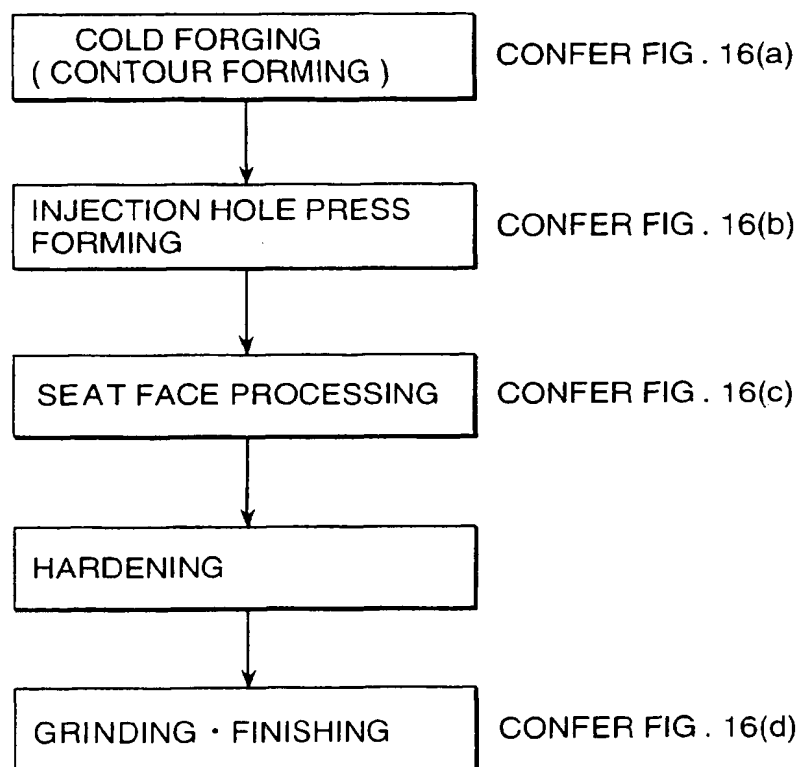 COLD FORGING
( CONTOUR FORMING )
CONFER FIG . 16(a)
INJECTION HOLE PRESS
FORMING
CONFER FIG . 16(b)
SEAT FACE PROCESSING
CONFER FIG . 16(c)
HARDENING
GRINDING · FINISHING
CONFER FIG . 16(d)